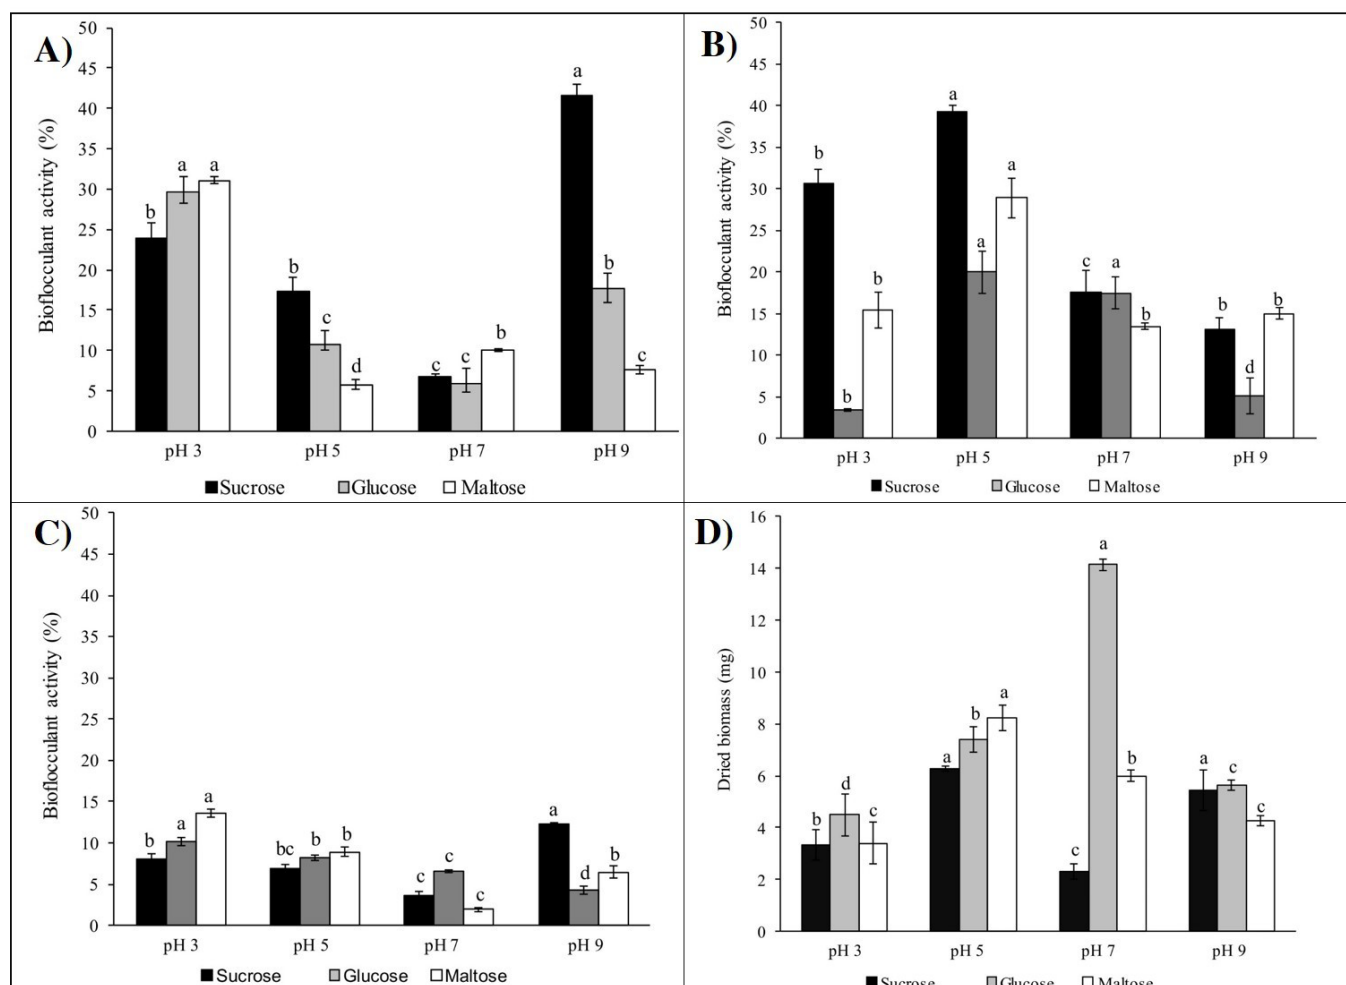 A)
Bioflocculant activity (%)
50
45
40
35
30
25
20
15
10
5
0
b a a
b c d
c c b
a b c
pH 3 pH 5 pH 7 pH 9
Sucrose Glucose Maltose
B)
Bioflocculant activity (%)
50
45
40
35
30
25
20
15
10
5
0
b b b
a a a
c a b
b d b
pH 3 pH 5 pH 7 pH 9
Sucrose Glucose Maltose
C)
Bioflocculant activity (%)
50
45
40
35
30
25
20
15
10
5
0
b a a
bc b b
c c c
a d b
pH 3 pH 5 pH 7 pH 9
Sucrose Glucose Maltose
D)
Dried biomass (mg)
16
14
12
10
8
6
4
2
0
b d c
a b a
c a b
a c c
pH 3 pH 5 pH 7 pH 9
Sucrose Glucose Maltose